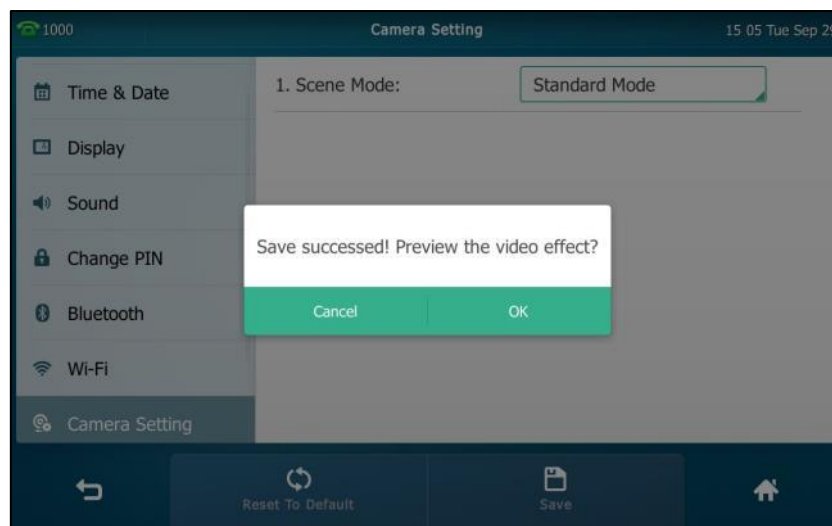 1000 Camera Setting 15 05 Tue Sep 29
Time & Date
1. Scene Mode: Standard Mode
Display
Sound
Save successed! Preview the video effect?
Change PIN
Bluetooth
Cancel OK
Wi-Fi
Camera Setting
Reset To Default Save